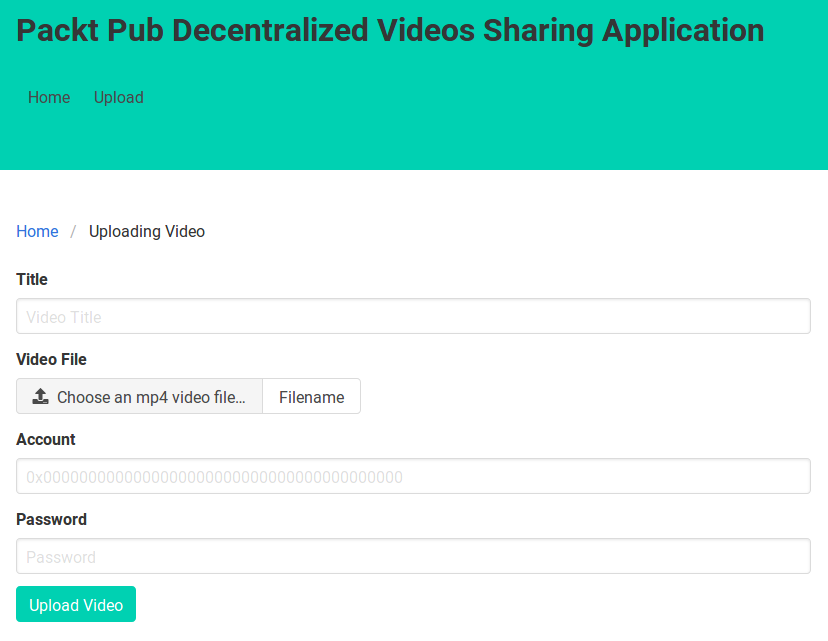 Packt Pub Decentralized Videos Sharing Application
Home Upload
Home / Uploading Video
Title
Video Title
Video File
Choose an mp4 video file... Filename
Account
0x0000000000000000000000000000000000000000
Password
Password
Upload Video